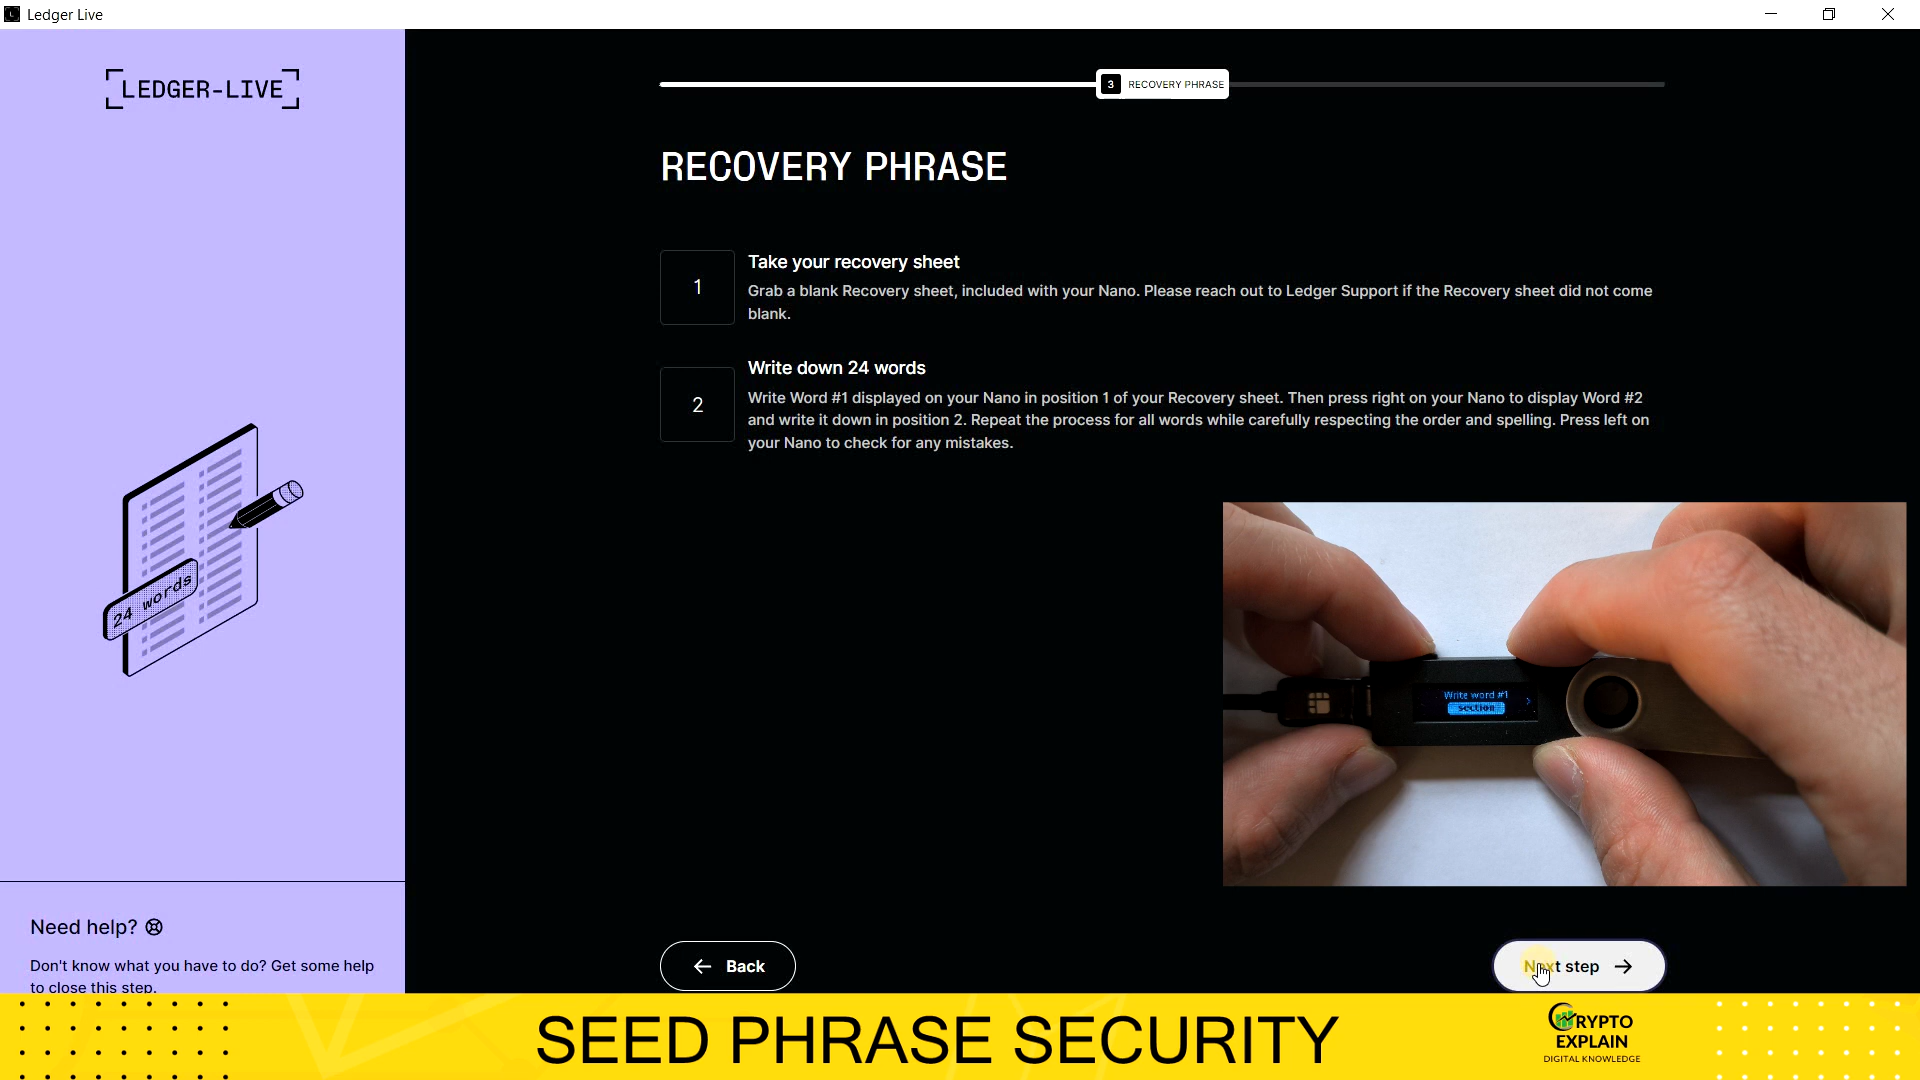 Ledger Live
LEDGER-LIVE
3 RECOVERY PHRASE
RECOVERY PHRASE
1
Take your recovery sheet
Grab a blank Recovery sheet, included with your Nano. Please reach out to Ledger Support if the Recovery sheet did not come
blank.
2
Write down 24 words
Write Word #1 displayed on your Nano in position 1 of your Recovery sheet. Then press right on your Nano to display Word #2
and write it down in position 2. Repeat the process for all words while carefully respecting the order and spelling. Press left on
your Nano to check for any mistakes.
24 words
Write word #1
section
Need help?
Don't know what you have to do? Get some help
to close this step.
Back
Next step
SEED PHRASE SECURITY
CRYPTO
EXPLAIN
DIGITAL KNOWLEDGE